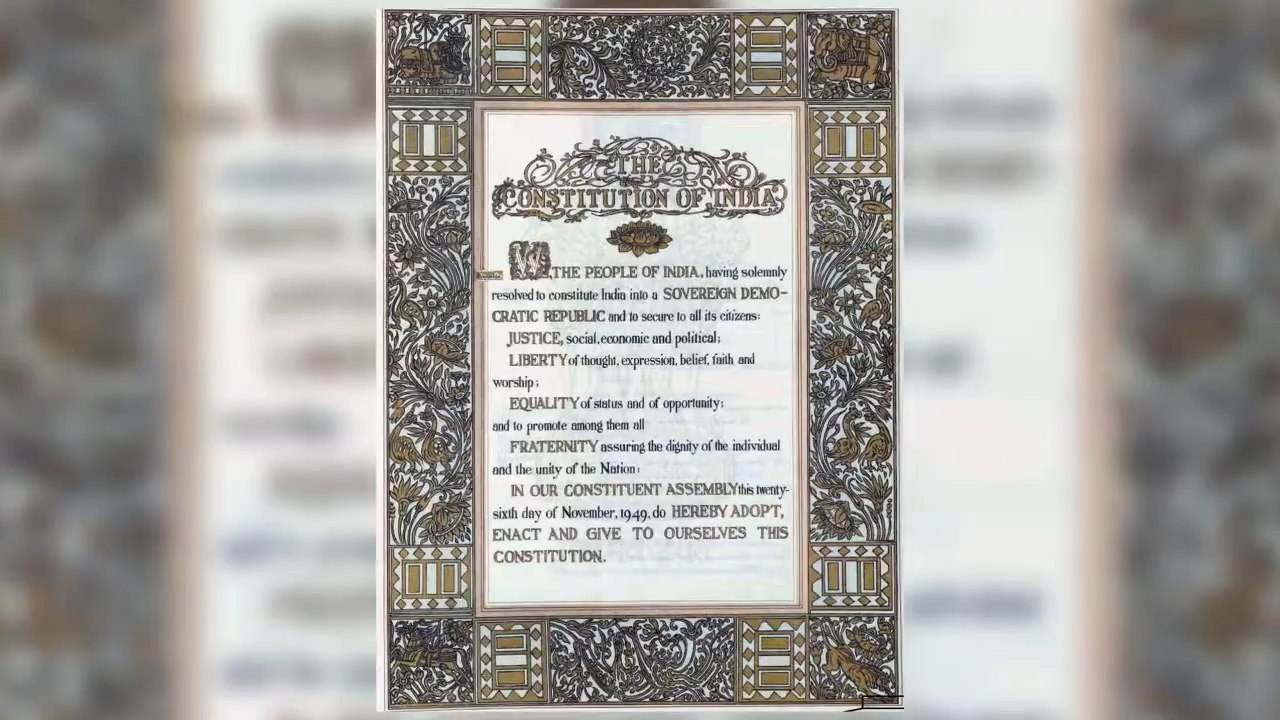 THE
CONSTITUTION OF INDIA
WE, THE PEOPLE OF INDIA, having solemnly
resolved to constitute India into a SOVEREIGN DEMO-
CRATIC REPUBLIC and to secure to all its citizens:
JUSTICE, social, economic and political;
LIBERTY of thought, expression, belief, faith and
worship;
EQUALITY of status and of opportunity;
and to promote among them all
FRATERNITY assuring the dignity of the individual
and the unity of the Nation;
IN OUR CONSTITUENT ASSEMBLY this twenty-
sixth day of November, 1949, do HEREBY ADOPT,
ENACT AND GIVE TO OURSELVES THIS
CONSTITUTION.